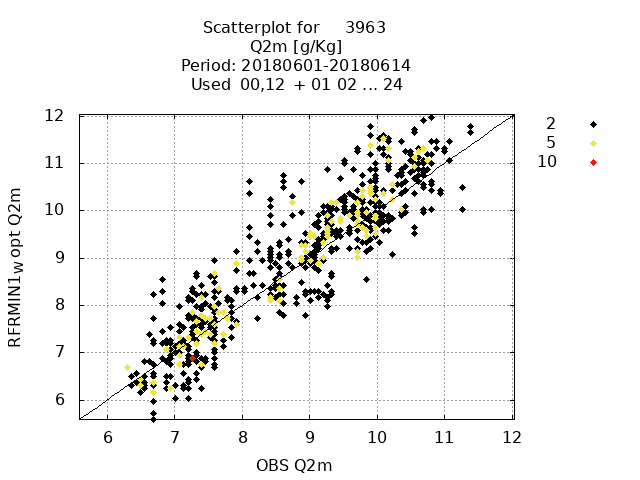 Scatterplot for 3963
Q2m [g/Kg]
Period: 20180601-20180614
Used 00,12 + 01 02 ... 24
12
11
10
9
8
7
6
6 7 8 9 10 11 12
RFRMIN1_W opt Q2m
OBS Q2m
2
5
10